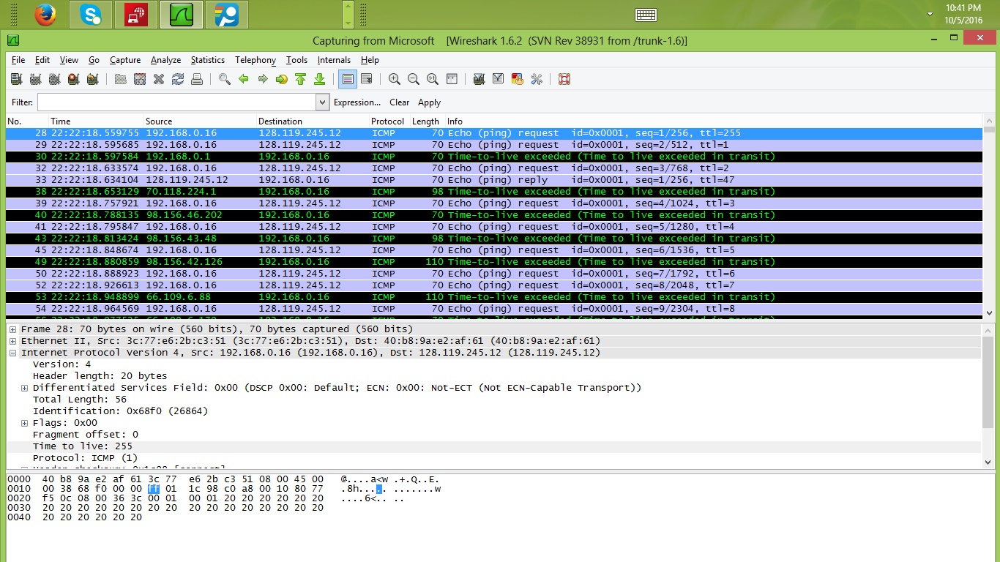 10:41 PM
10/5/2016
Capturing from Microsoft [Wireshark 1.6.2 (SVN Rev 38931 from /trunk-1.6)]
File Edit View Go Capture Analyze Statistics Telephony Tools Internals Help
Filter: Expression... Clear Apply
No. Time Source Destination Protocol Length Info
28 22:22:18.559755 192.168.0.16 128.119.245.12 ICMP 70 Echo (ping) request id=0x0001, seq=1/256, ttl=255
29 22:22:18.595685 192.168.0.16 128.119.245.12 ICMP 70 Echo (ping) request id=0x0001, seq=2/512, ttl=1
30 22:22:18.597584 192.168.0.1 192.168.0.16 ICMP 70 Time-to-live exceeded (Time to live exceeded in transit)
32 22:22:18.633574 192.168.0.16 128.119.245.12 ICMP 70 Echo (ping) request id=0x0001, seq=3/768, ttl=2
33 22:22:18.634104 128.119.245.12 192.168.0.16 ICMP 70 Echo (ping) reply id=0x0001, seq=1/256, ttl=47
38 22:22:18.653129 70.118.224.1 192.168.0.16 ICMP 98 Time-to-live exceeded (Time to live exceeded in transit)
39 22:22:18.757921 192.168.0.16 128.119.245.12 ICMP 70 Echo (ping) request id=0x0001, seq=4/1024, ttl=3
40 22:22:18.788135 98.156.46.202 192.168.0.16 ICMP 70 Time-to-live exceeded (Time to live exceeded in transit)
41 22:22:18.795847 192.168.0.16 128.119.245.12 ICMP 70 Echo (ping) request id=0x0001, seq=5/1280, ttl=4
43 22:22:18.813424 98.156.43.48 192.168.0.16 ICMP 98 Time-to-live exceeded (Time to live exceeded in transit)
45 22:22:18.848674 192.168.0.16 128.119.245.12 ICMP 70 Echo (ping) request id=0x0001, seq=6/1536, ttl=5
49 22:22:18.880859 98.156.42.126 192.168.0.16 ICMP 110 Time-to-live exceeded (Time to live exceeded in transit)
50 22:22:18.888923 192.168.0.16 128.119.245.12 ICMP 70 Echo (ping) request id=0x0001, seq=7/1792, ttl=6
52 22:22:18.926613 192.168.0.16 128.119.245.12 ICMP 70 Echo (ping) request id=0x0001, seq=8/2048, ttl=7
53 22:22:18.948899 66.109.6.88 192.168.0.16 ICMP 110 Time-to-live exceeded (Time to live exceeded in transit)
54 22:22:18.964569 192.168.0.16 128.119.245.12 ICMP 70 Echo (ping) request id=0x0001, seq=9/2304, ttl=8
Frame 28: 70 bytes on wire (560 bits), 70 bytes captured (560 bits)
Ethernet II, Src: 3c:77:e6:2b:c3:51 (3c:77:e6:2b:c3:51), Dst: 40:b8:9a:e2:af:61 (40:b8:9a:e2:af:61)
Internet Protocol Version 4, Src: 192.168.0.16 (192.168.0.16), Dst: 128.119.245.12 (128.119.245.12)
Version: 4
Header length: 20 bytes
Differentiated Services Field: 0x00 (DSCP 0x00: Default; ECN: 0x00: Not-ECT (Not ECN-Capable Transport))
Total Length: 56
Identification: 0x68f0 (26864)
Flags: 0x00
Fragment offset: 0
Time to live: 255
Protocol: ICMP (1)
0000 40 b8 9a e2 af 61 3c 77 e6 2b c3 51 08 00 45 00 @....a<w .+.Q..E.
0010 00 38 68 f0 00 00 ff 01 1c 98 c0 a8 00 10 80 77 .8h..... .......w
0020 f5 0c 08 00 36 3c 00 01 00 01 20 20 20 20 20 20 ....6<.. ..
0030 20 20 20 20 20 20 20 20 20 20 20 20 20 20 20 20
0040 20 20 20 20 20 20